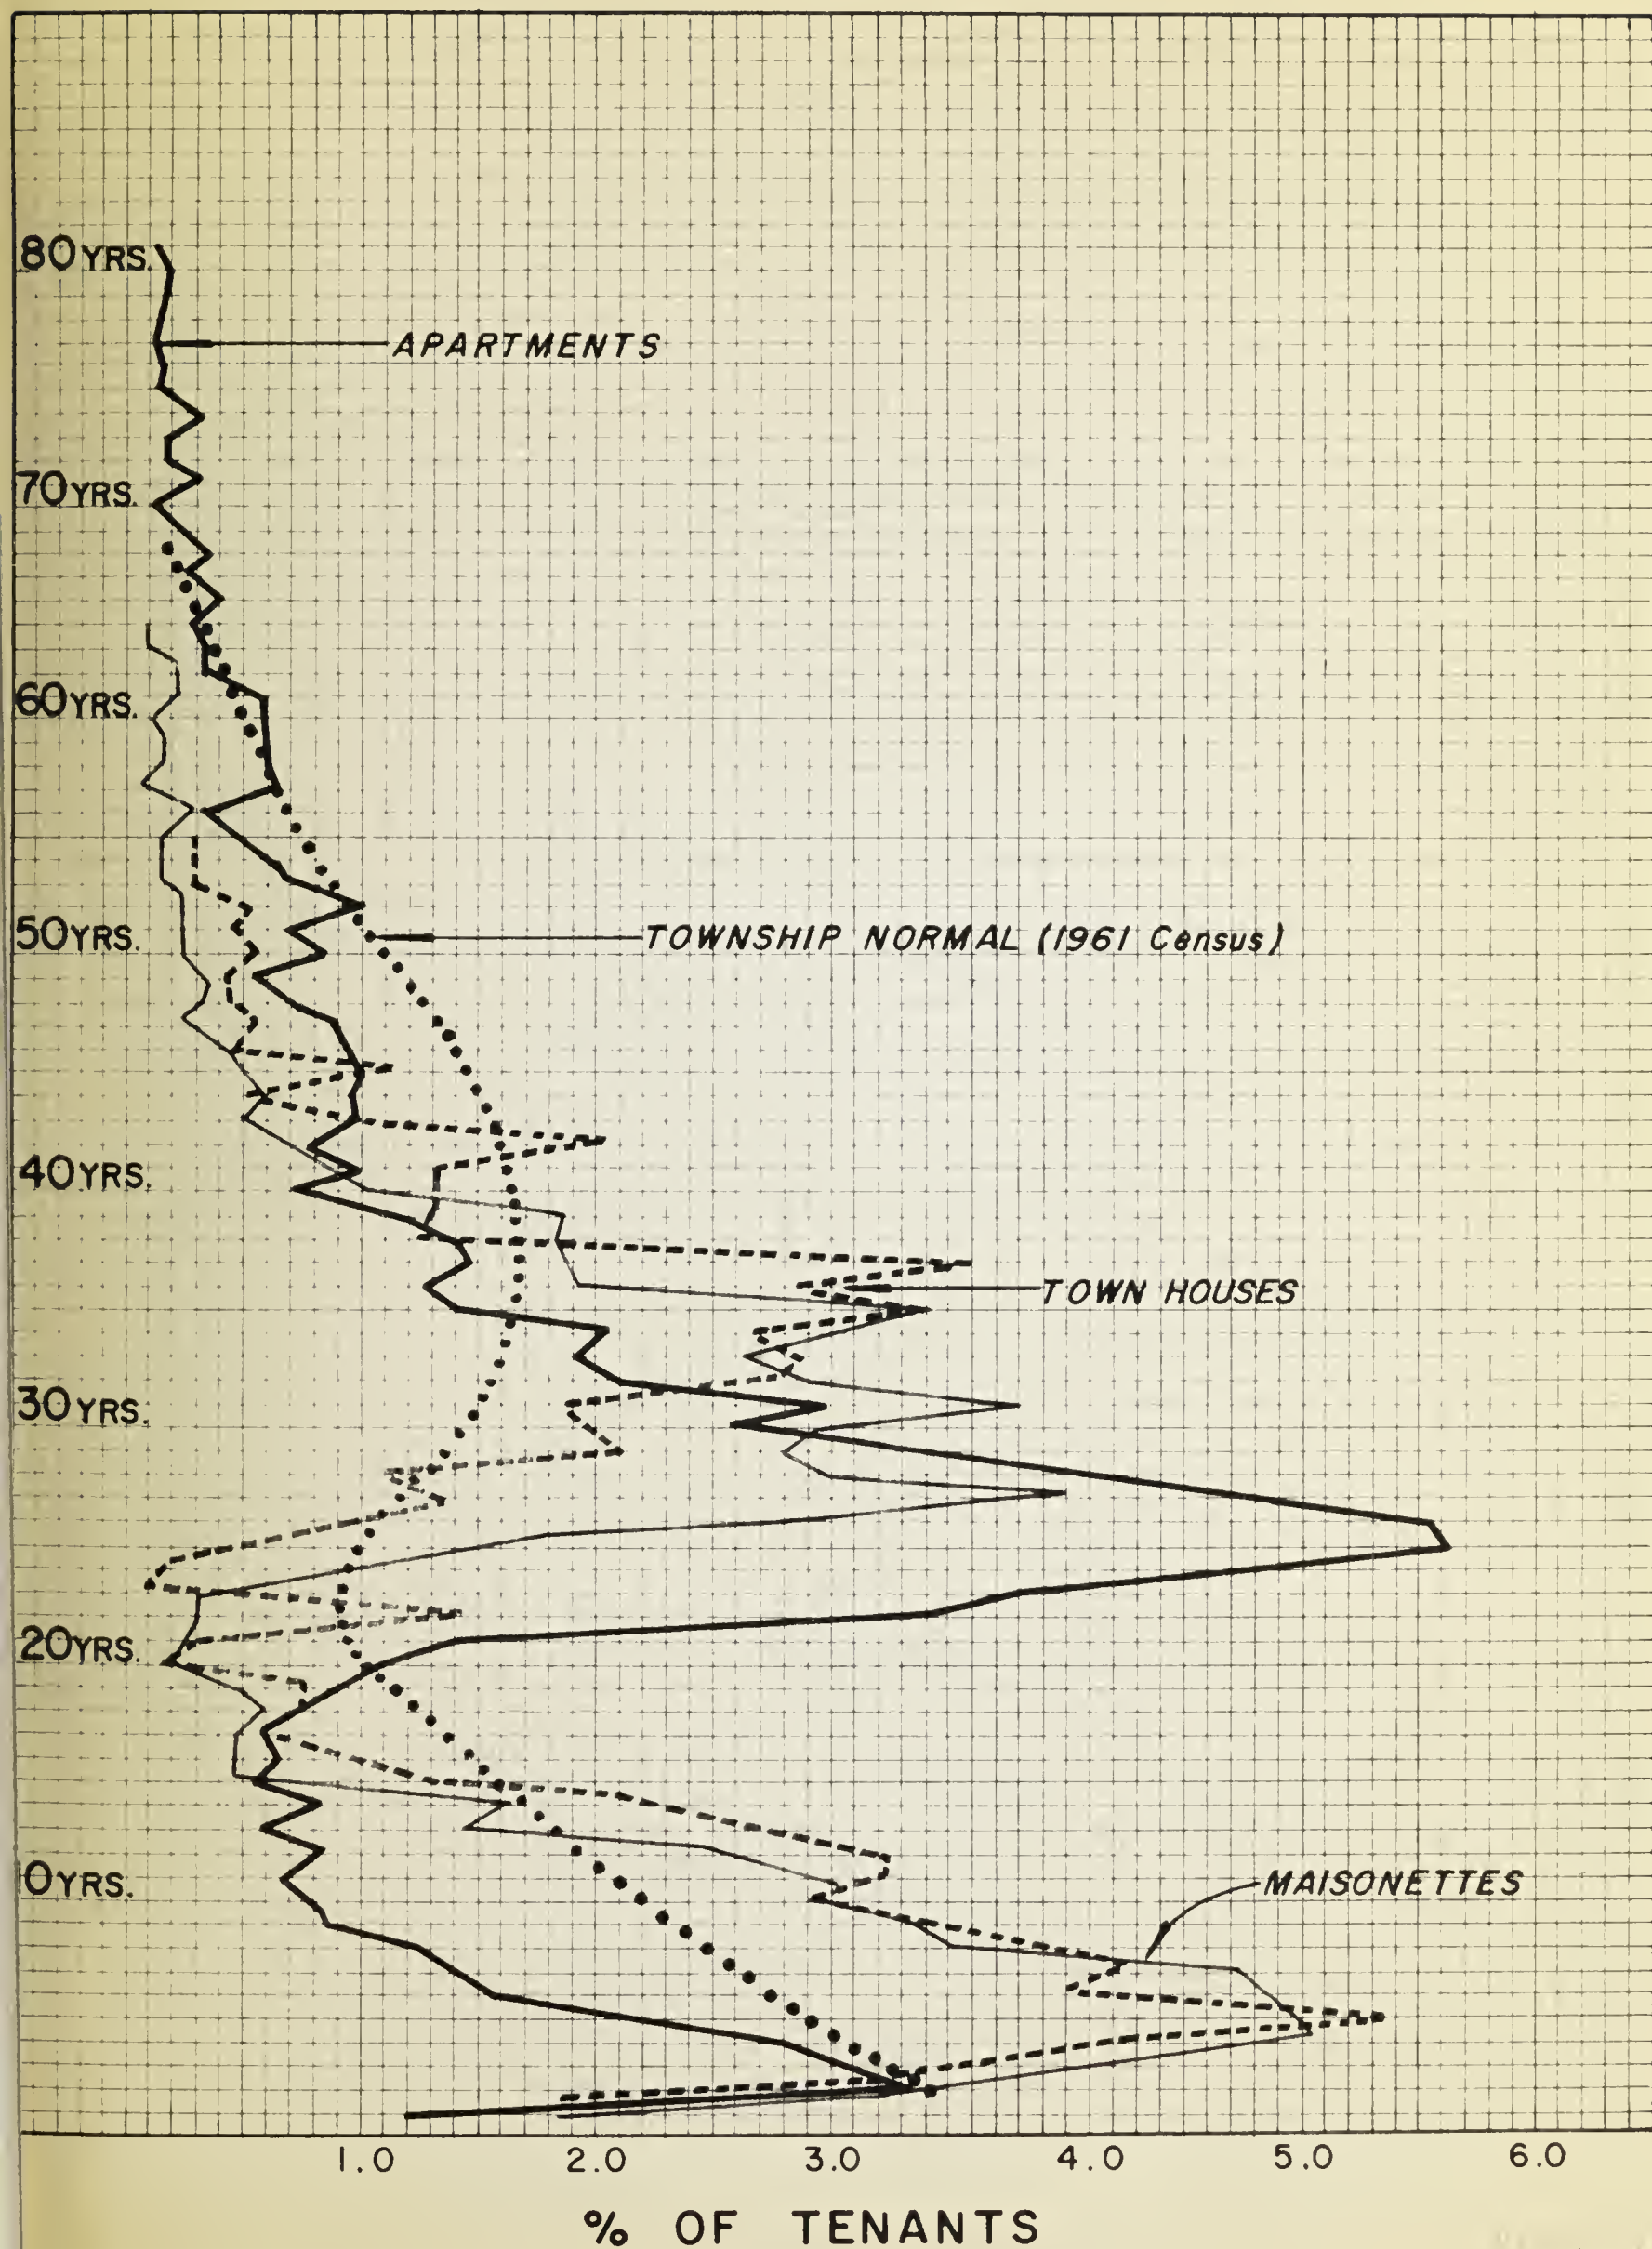 80 YRS.
APARTMENTS
70 YRS.
60 YRS.
50 YRS.
TOWNSHIP NORMAL (1961 Census)
40 YRS.
TOWN HOUSES
30 YRS.
20 YRS.
10 YRS.
MAISONETTES
1.0 2.0 3.0 4.0 5.0 6.0
% OF TENANTS